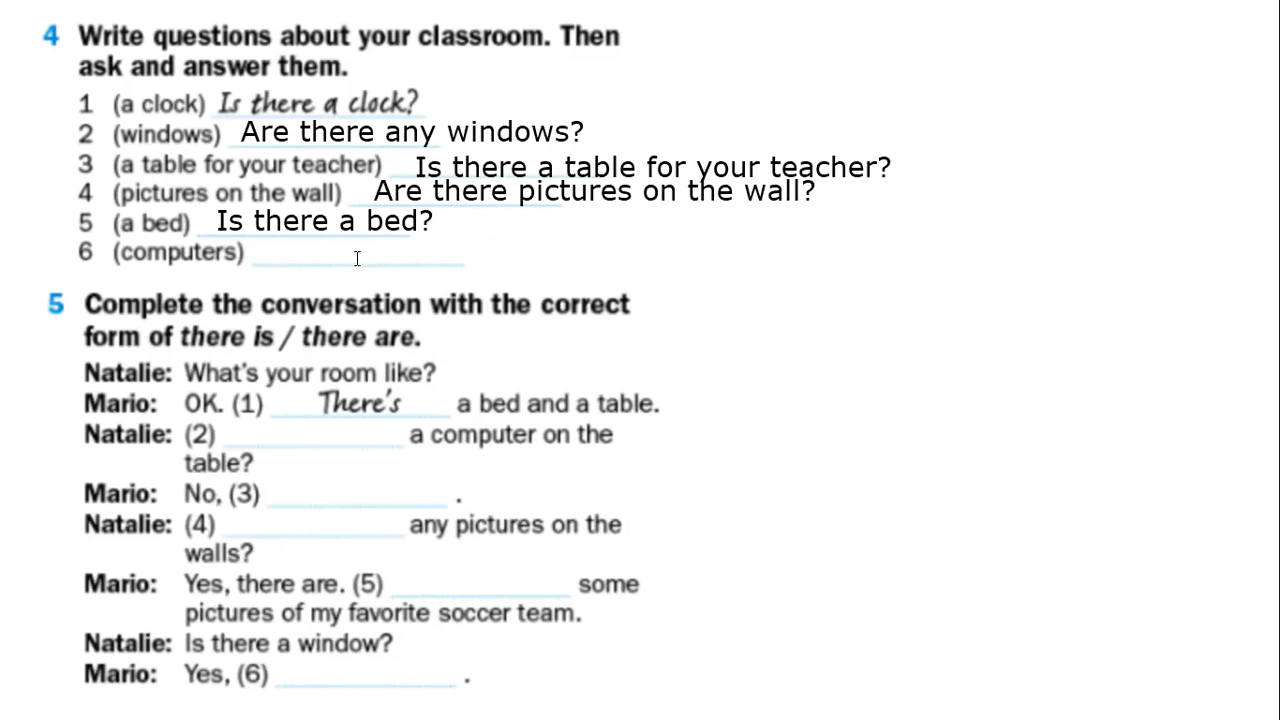 4 Write questions about your classroom. Then
ask and answer them.
1 (a clock) Is there a clock?
2 (windows) Are there any windows?
3 (a table for your teacher) Is there a table for your teacher?
4 (pictures on the wall) Are there pictures on the wall?
5 (a bed) Is there a bed?
6 (computers)
5 Complete the conversation with the correct
form of there is / there are.
Natalie: What's your room like?
Mario: OK. (1) There's a bed and a table.
Natalie: (2) a computer on the
table?
Mario: No, (3) .
Natalie: (4) any pictures on the
walls?
Mario: Yes, there are. (5) some
pictures of my favorite soccer team.
Natalie: Is there a window?
Mario: Yes, (6) .